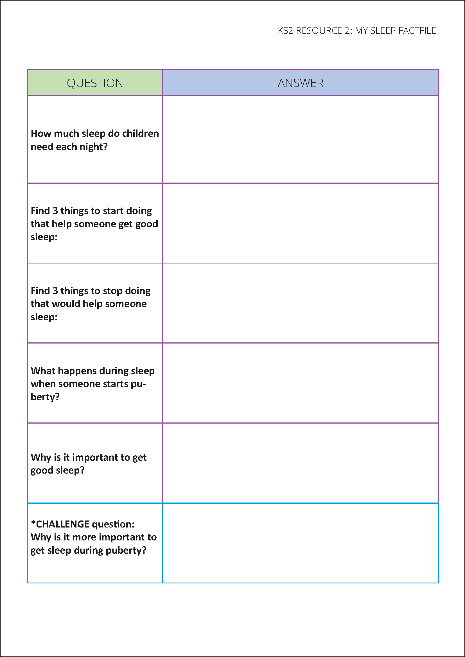 KS2 RESOURCE 2: MY SLEEP FACTFILE
QUESTION
ANSWER
How much sleep do children
need each night?
Find 3 things to start doing
that help someone get good
sleep:
Find 3 things to stop doing
that would help someone
sleep:
What happens during sleep
when someone starts pu-
berty?
Why is it important to get
good sleep?
*CHALLENGE question:
Why is it more important to
get sleep during puberty?